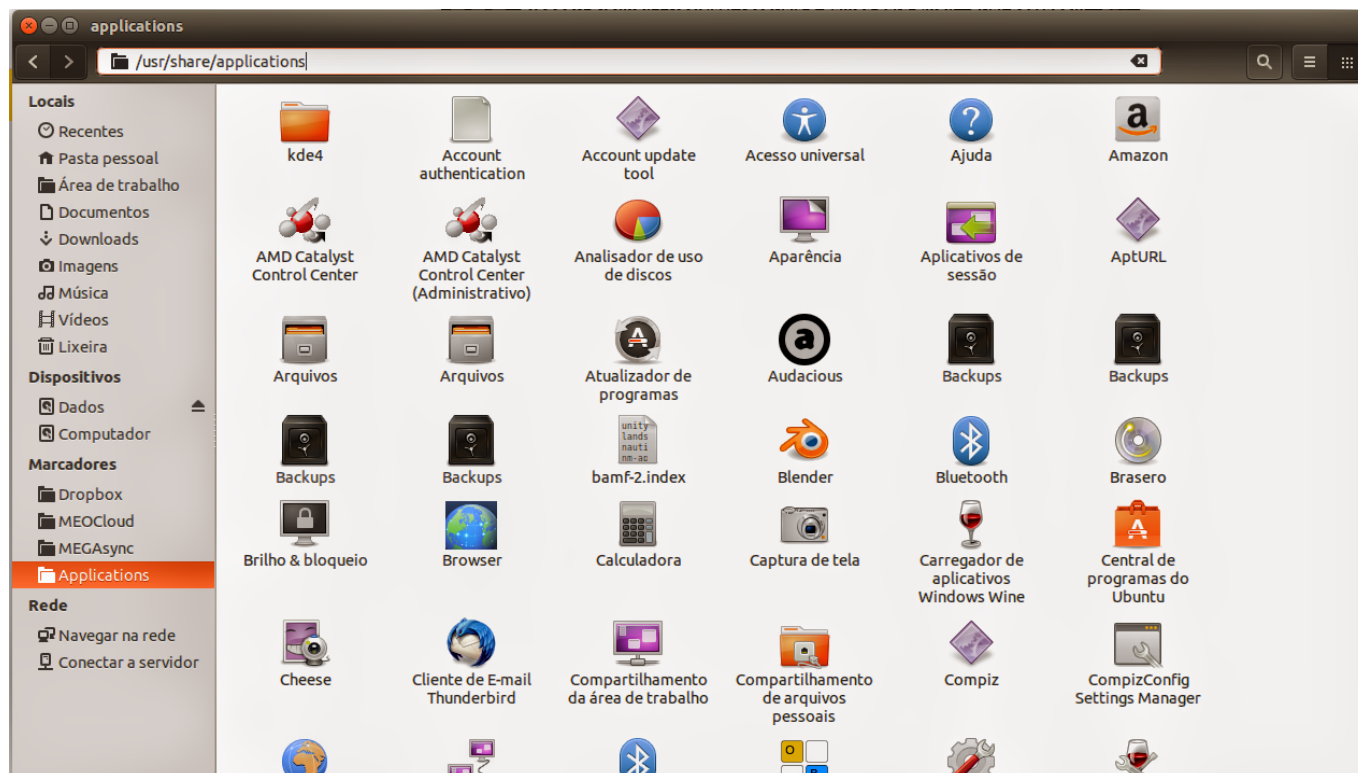 applications
/usr/share/applications
Locais
Recentes
Pasta pessoal
Área de trabalho
Documentos
Downloads
Imagens
Música
Vídeos
Lixeira
Dispositivos
Dados
Computador
Marcadores
Dropbox
MEOCloud
MEGAsync
Applications
Rede
Navegar na rede
Conectar a servidor
kde4
Account
authentication
Account update
tool
Acesso universal
Ajuda
Amazon
AMD Catalyst
Control Center
AMD Catalyst
Control Center
(Administrativo)
Analisador de uso
de discos
Aparência
Aplicativos de
sessão
AptURL
Arquivos
Arquivos
Atualizador de
programas
Audacious
Backups
Backups
Backups
Backups
unity
lands
nauti
nm-ap
bamf-2.index
Blender
Bluetooth
Brasero
Brilho & bloqueio
Browser
Calculadora
Captura de tela
Carregador de
aplicativos
Windows Wine
Central de
programas do
Ubuntu
Cheese
Cliente de E-mail
Thunderbird
Compartilhamento
da área de trabalho
Compartilhamento
de arquivos
pessoais
Compiz
CompizConfig
Settings Manager